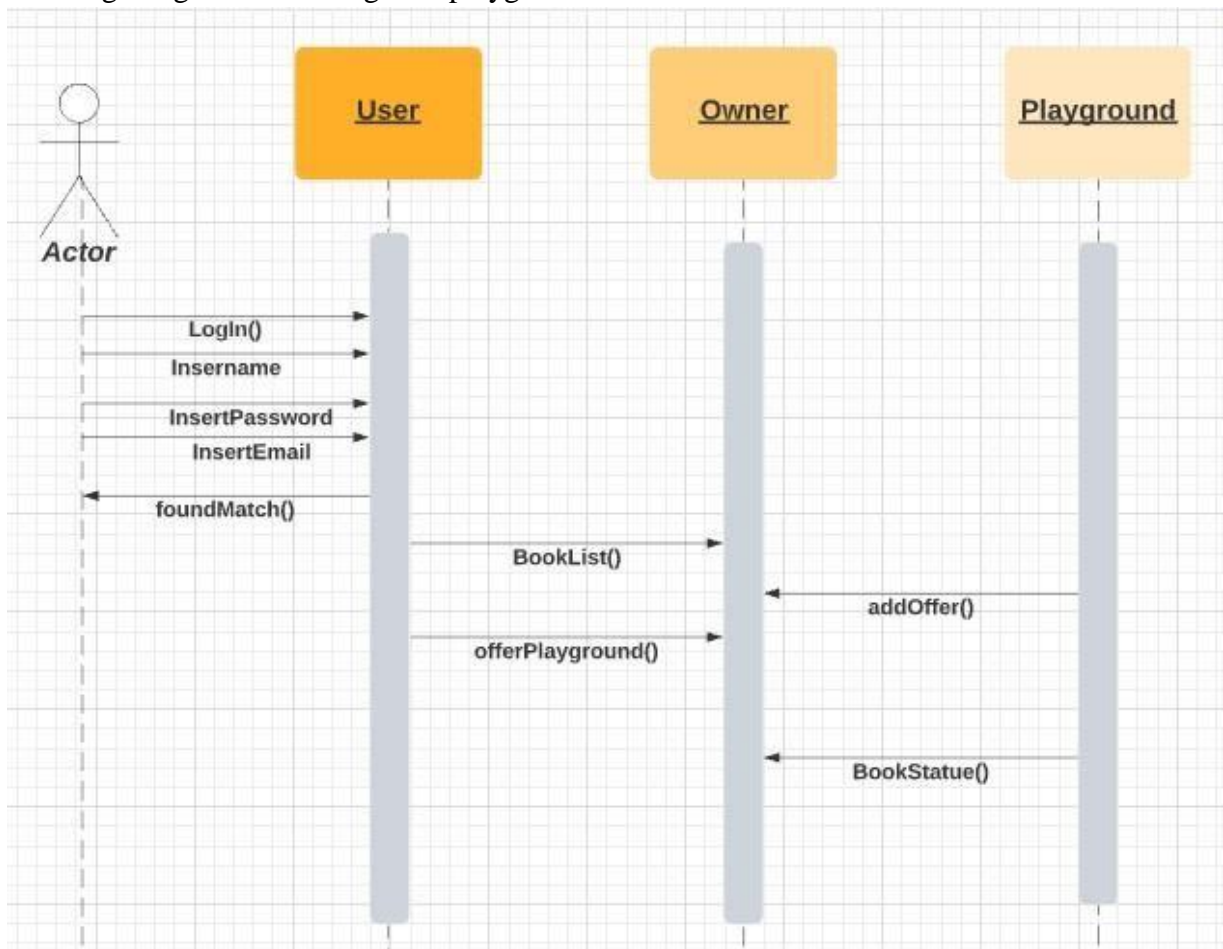 User
Owner
Playground
Actor
LogIn()
Insername
InsertPassword
InsertEmail
foundMatch()
BookList()
addOffer()
offerPlayground()
BookStatue()